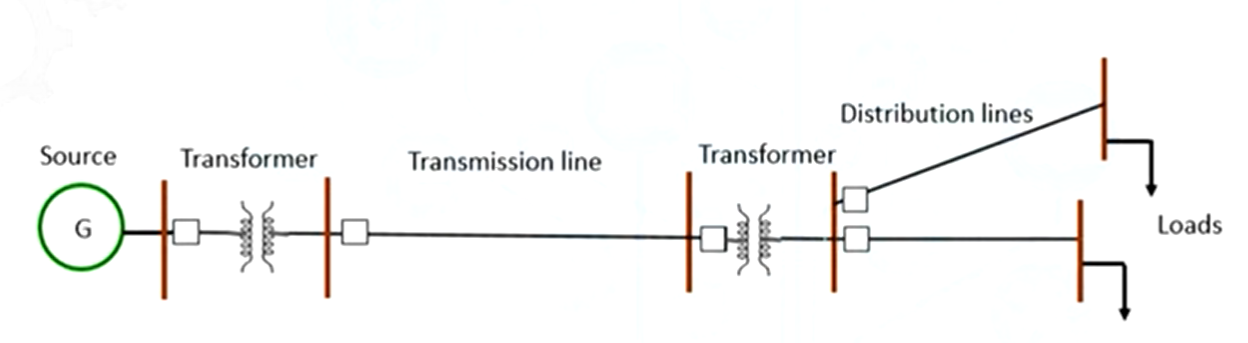 Source
G
Transformer
Transmission line
Transformer
Distribution lines
Loads